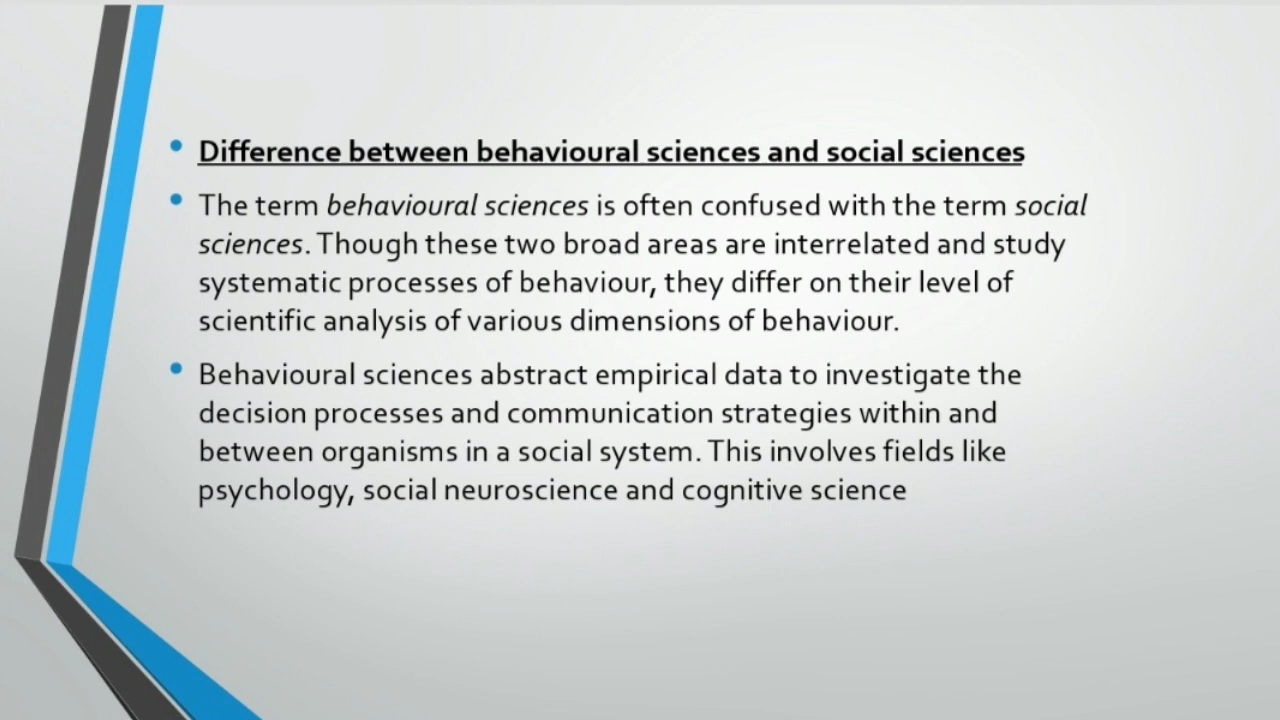 Difference between behavioural sciences and social sciences
The term behavioural sciences is often confused with the term social
sciences. Though these two broad areas are interrelated and study
systematic processes of behaviour, they differ on their level of
scientific analysis of various dimensions of behaviour.
Behavioural sciences abstract empirical data to investigate the
decision processes and communication strategies within and
between organisms in a social system. This involves fields like
psychology, social neuroscience and cognitive science